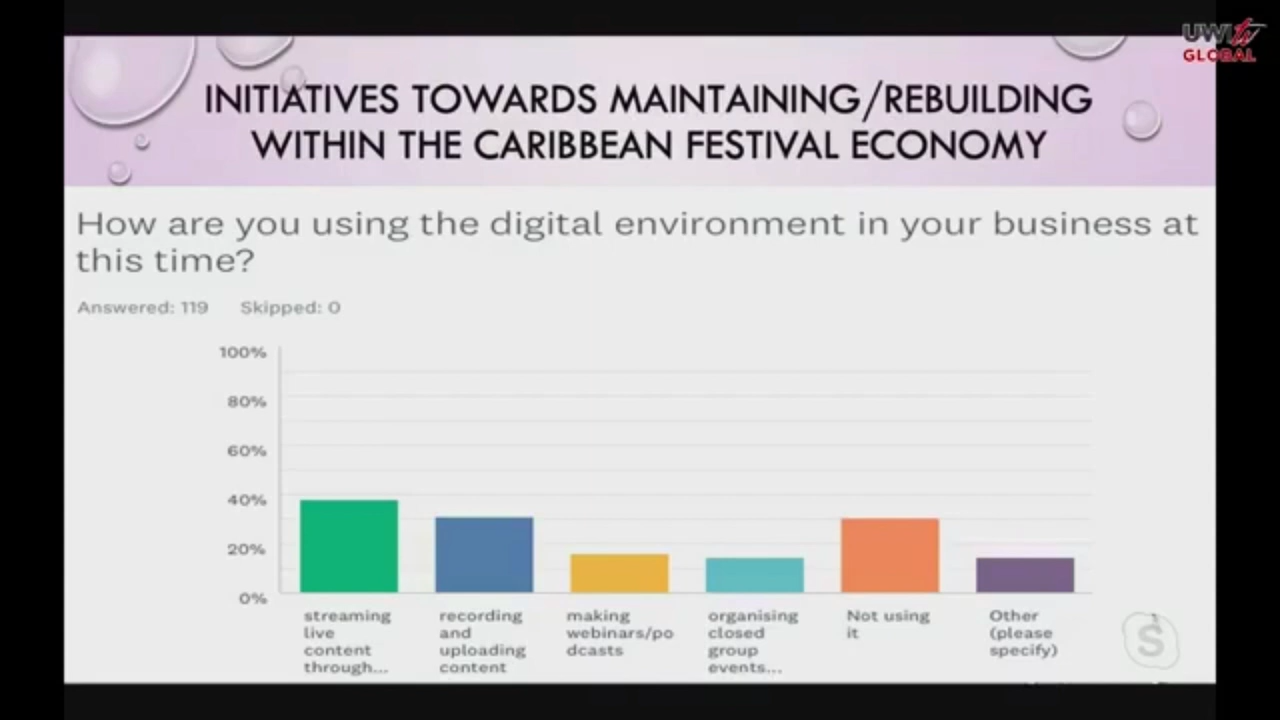 UWItv
GLOBAL
INITIATIVES TOWARDS MAINTAINING/REBUILDING
WITHIN THE CARIBBEAN FESTIVAL ECONOMY
How are you using the digital environment in your business at
this time?
Answered: 119 Skipped: 0
100%
80%
60%
40%
20%
0%
streaming
live
content
through...
recording
and
uploading
content
making
webinars/po
dcasts
organising
closed
group
events...
Not using
it
Other
(please
specify)
S